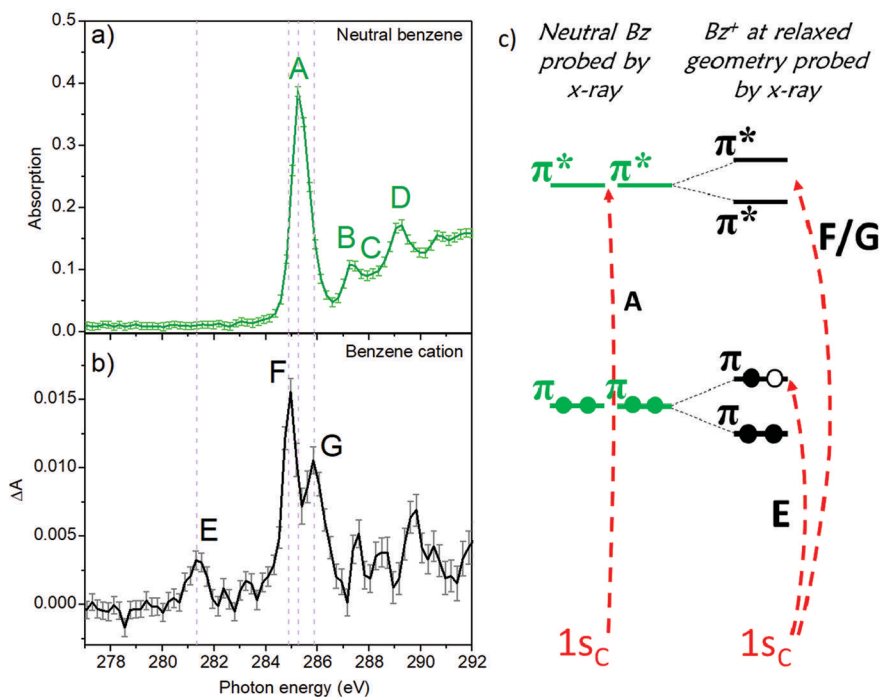 a)
Neutral benzene
A
B
C
D
0.5
0.4
0.3
0.2
0.1
0.0
Absorption
b)
Benzene cation
E
F
G
0.015
0.010
0.005
0.000
ΔA
278 280 282 284 286 288 290 292
Photon energy (eV)
c)
Neutral Bz
probed by
x-ray
Bz+ at relaxed
geometry probed
by x-ray
π* π*
π*
π*
A
F/G
π π
π
π
E
1sC
1sC